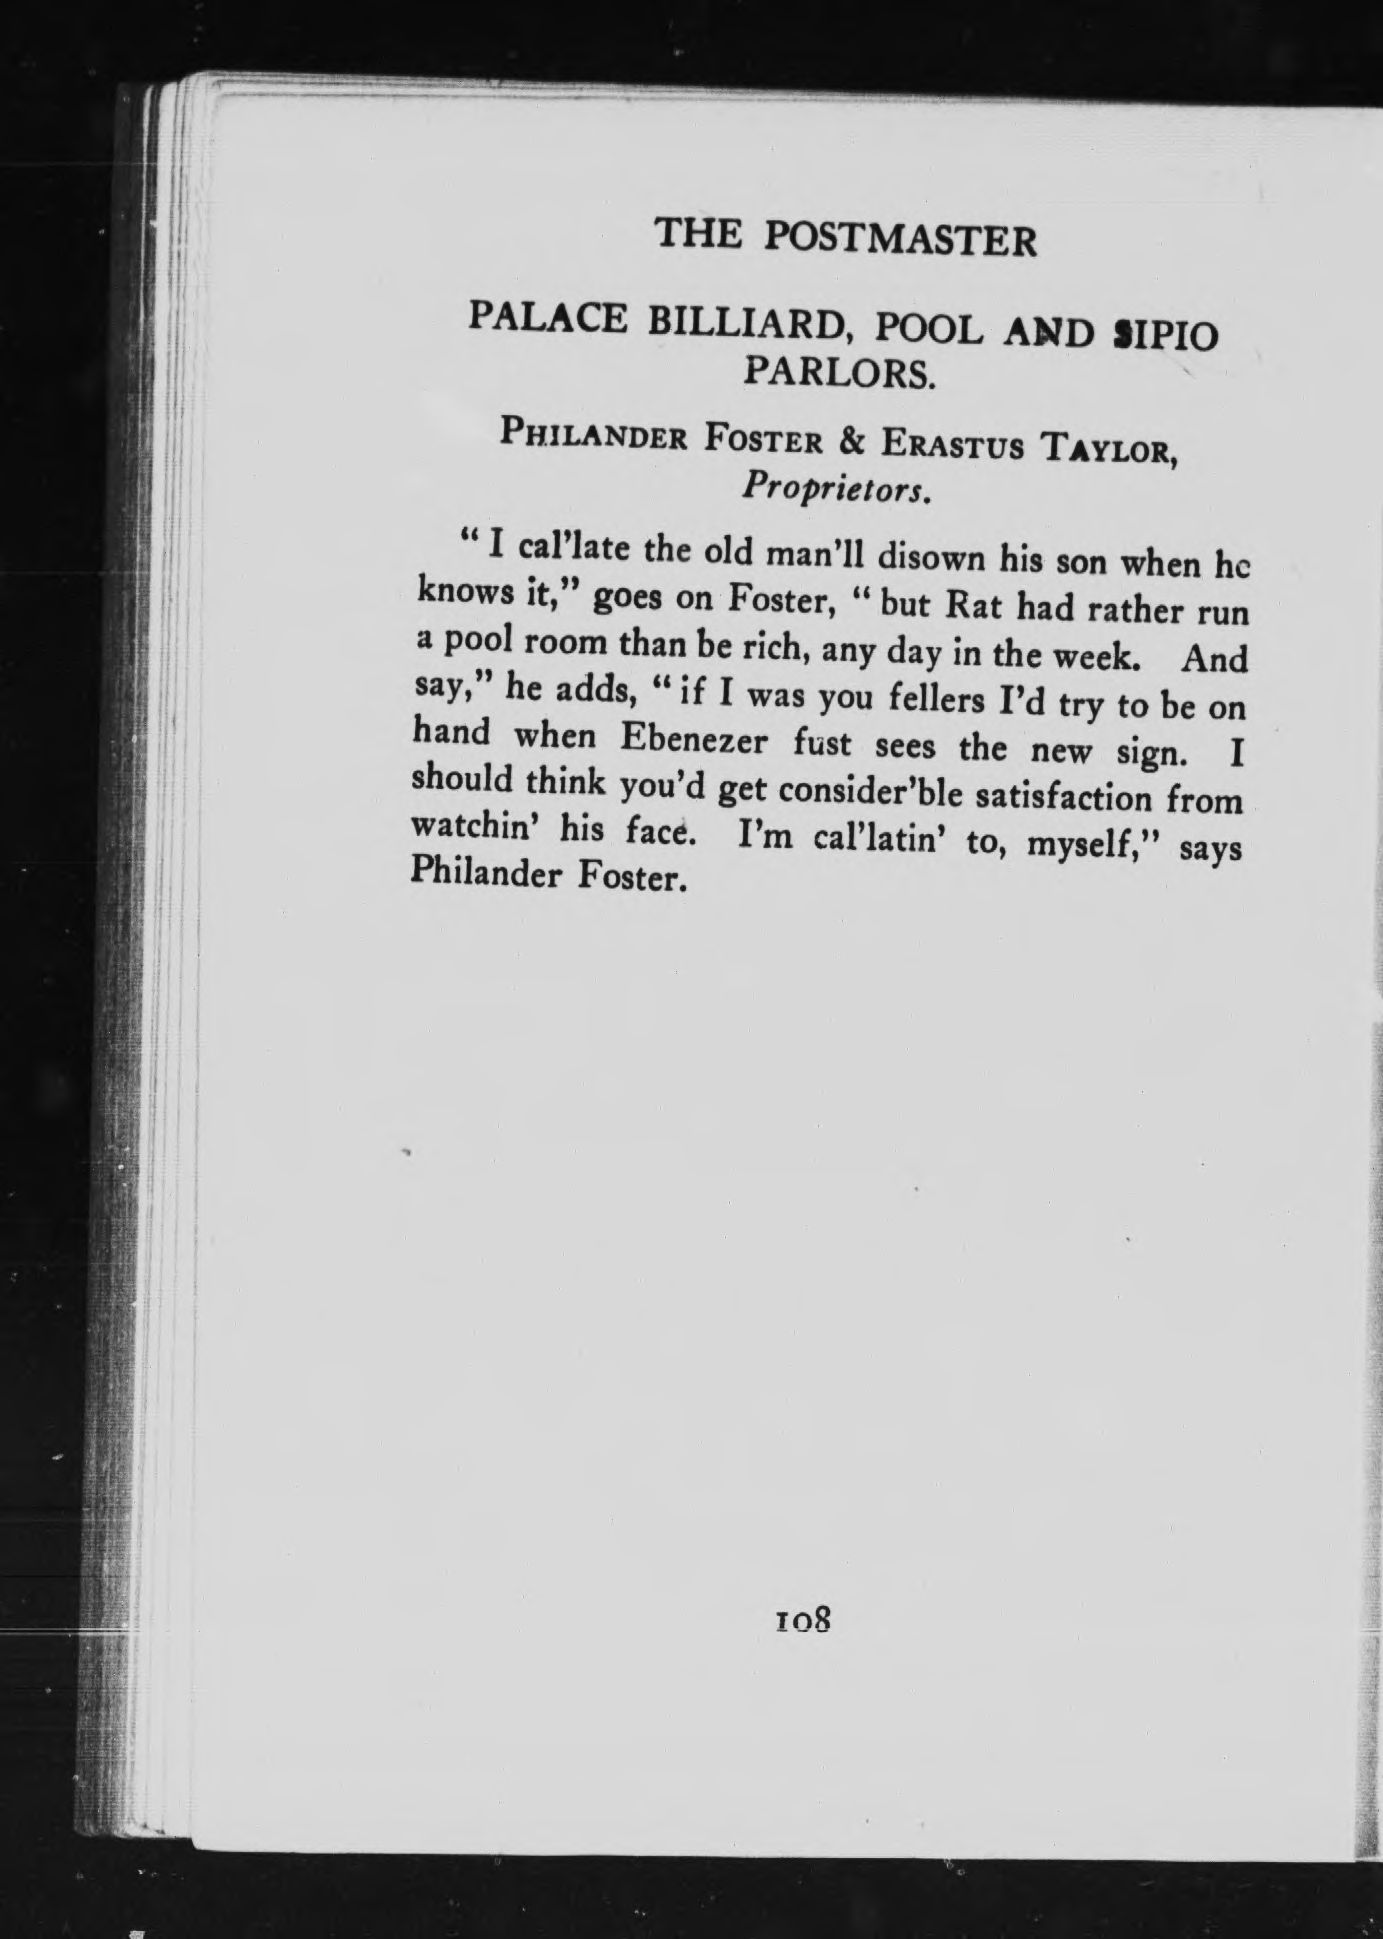 THE POSTMASTER
PALACE BILLIARD, POOL AND SIPIO
PARLORS.
PHILANDER FOSTER & ERASTUS TAYLOR,
Proprietors.
“ I cal’late the old man’ll disown his son when he
knows it,” goes on Foster, “ but Rat had rather run
a pool room than be rich, any day in the week. And
say,” he adds, “ if I was you fellers I’d try to be on
hand when Ebenezer fust sees the new sign. I
should think you’d get consider’ble satisfaction from
watchin’ his face. I’m cal’latin’ to, myself,” says
Philander Foster.
108